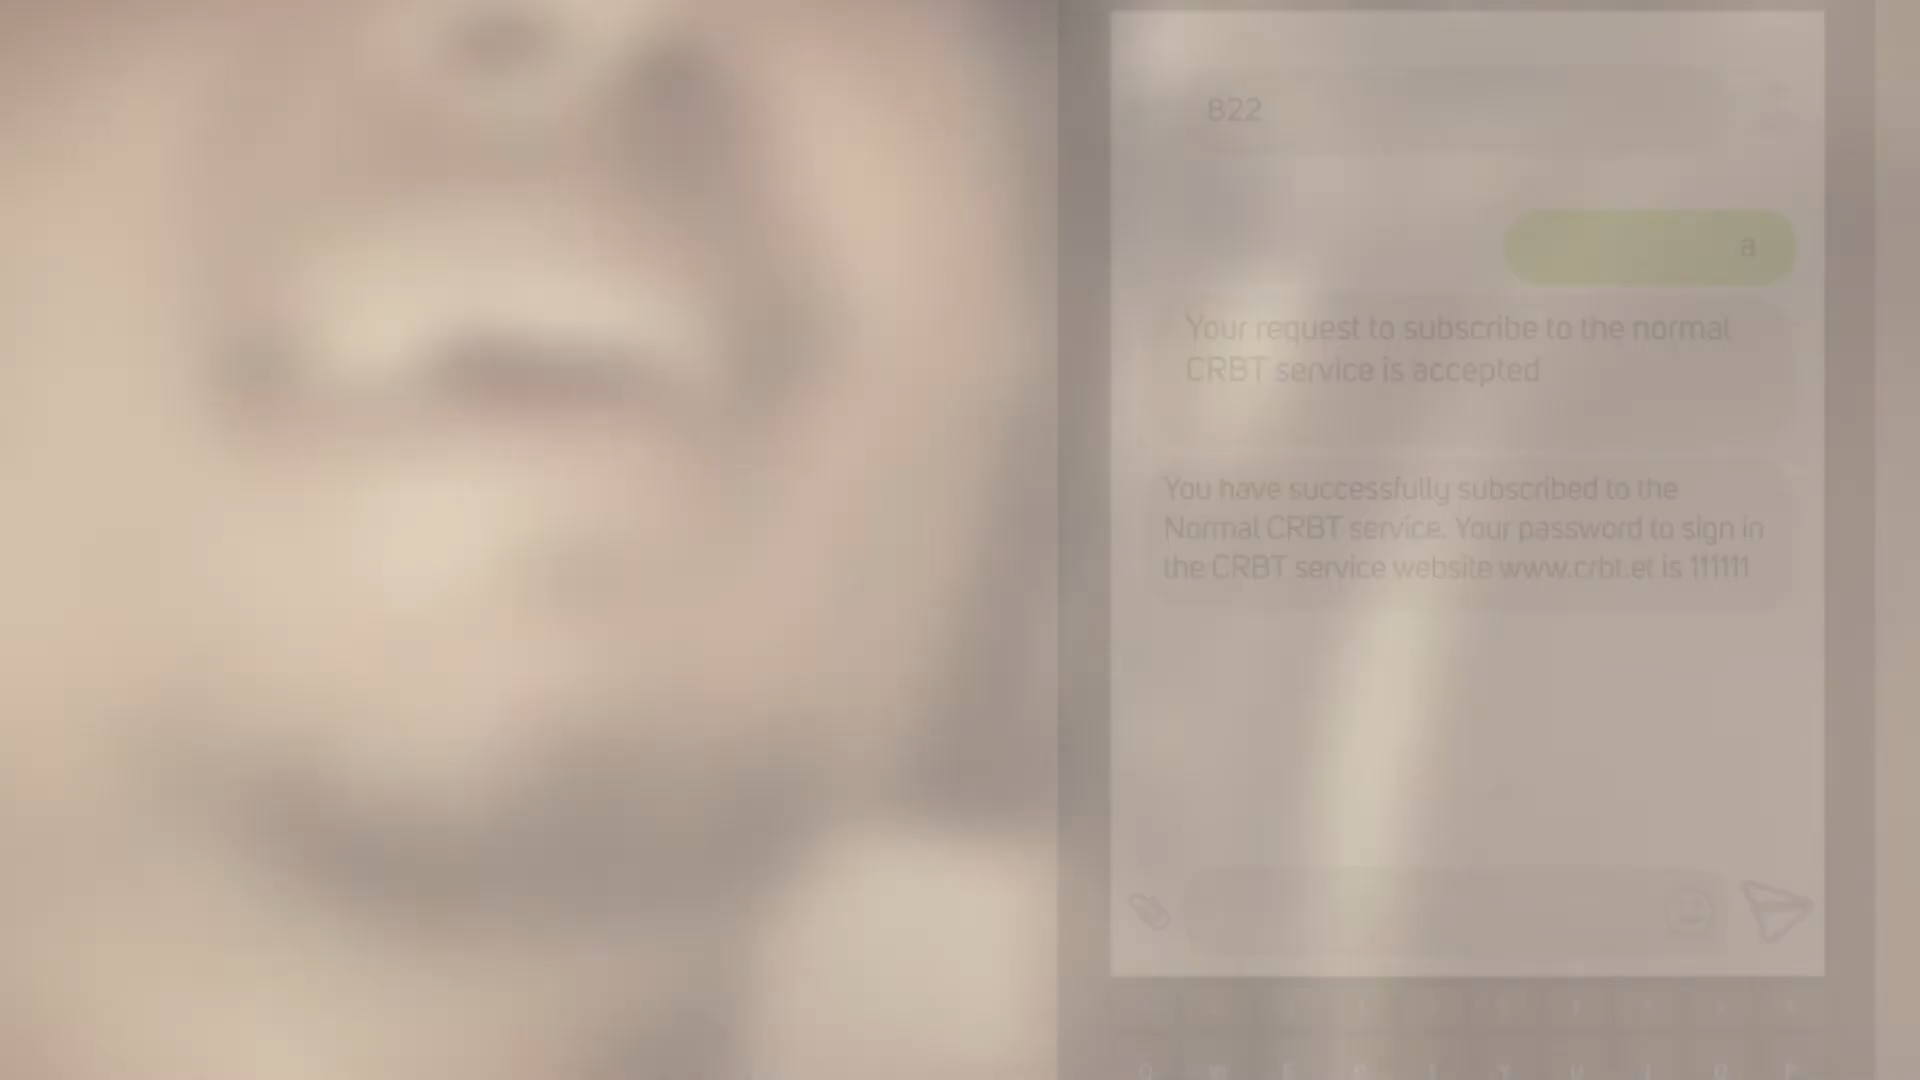 822
a
Your request to subscribe to the normal
CRBT service is accepted
You have successfully subscribed to the
Normal CRBT service. Your password to sign in
the CRBT service website www.crbt.et is 111111